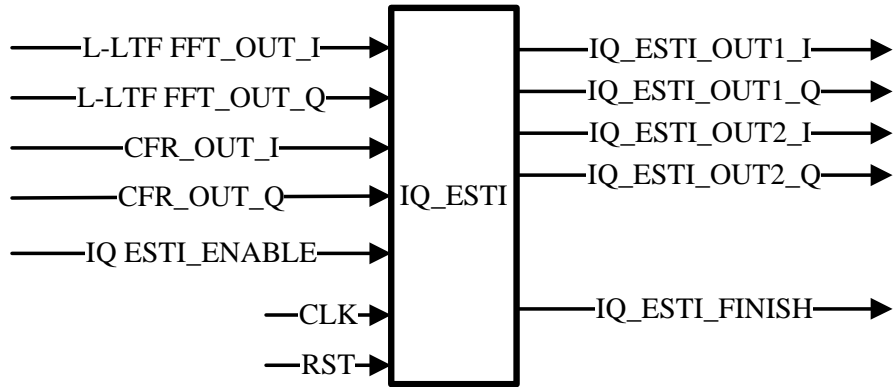 L-LTF FFT_OUT_I
L-LTF FFT_OUT_Q
CFR_OUT_I
CFR_OUT_Q
IQ ESTI_ENABLE
CLK
RST
IQ_ESTI
IQ_ESTI_OUT1_I
IQ_ESTI_OUT1_Q
IQ_ESTI_OUT2_I
IQ_ESTI_OUT2_Q
IQ_ESTI_FINISH